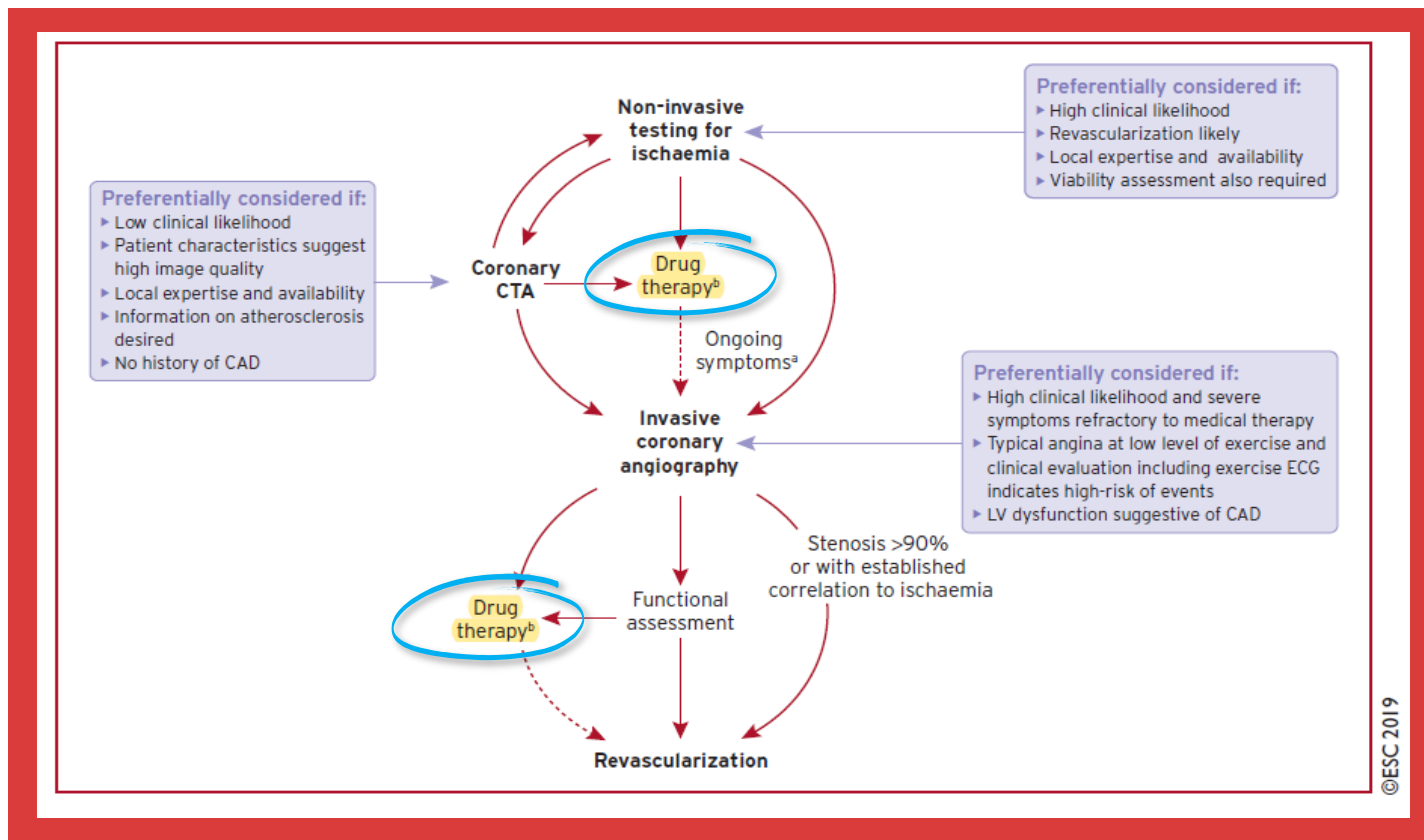 Non-invasive
testing for
ischaemia
Preferentially considered if:
▸ High clinical likelihood
▸ Revascularization likely
▸ Local expertise and availability
▸ Viability assessment also required
Preferentially considered if:
▸ Low clinical likelihood
▸ Patient characteristics suggest
high image quality
▸ Local expertise and availability
▸ Information on atherosclerosis
desired
▸ No history of CAD
Coronary
CTA
Drug
therapyᵇ
Ongoing
symptomsᵃ
Preferentially considered if:
▸ High clinical likelihood and severe
symptoms refractory to medical therapy
▸ Typical angina at low level of exercise and
clinical evaluation including exercise ECG
indicates high-risk of events
▸ LV dysfunction suggestive of CAD
Invasive
coronary
angiography
Stenosis >90%
or with established
correlation to ischaemia
Drug
therapyᵇ
Functional
assessment
Revascularization
©ESC 2019